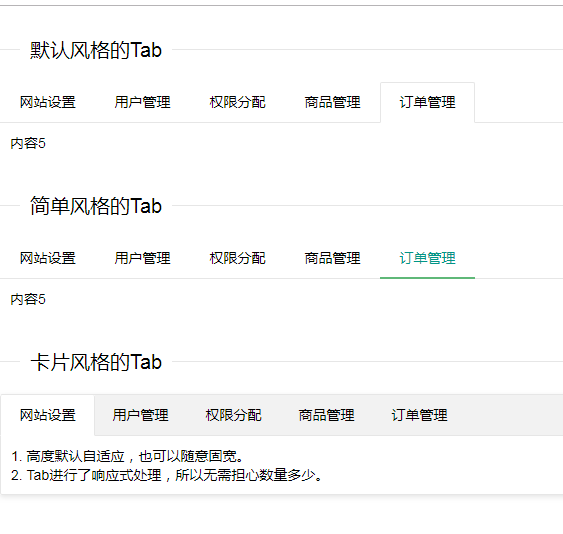 默认风格的Tab
网站设置 用户管理 权限分配 商品管理 订单管理
内容5
简单风格的Tab
网站设置 用户管理 权限分配 商品管理 订单管理
内容5
卡片风格的Tab
网站设置 用户管理 权限分配 商品管理 订单管理
1. 高度默认自适应，也可以随意固宽。
2. Tab进行了响应式处理，所以无需担心数量多少。